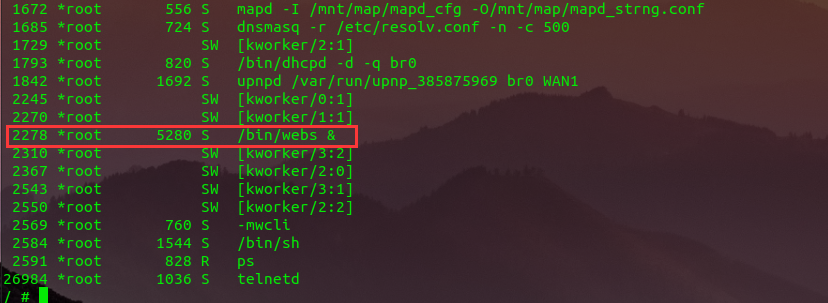 1672 *root 556 S mapd -I /mnt/map/mapd_cfg -O/mnt/map/mapd_strng.conf
1685 *root 724 S dnsmasq -r /etc/resolv.conf -n -c 500
1729 *root SW [kworker/2:1]
1793 *root 820 S /bin/dhcpd -d -q br0
1842 *root 1692 S upnpd /var/run/upnp_385875969 br0 WAN1
2245 *root SW [kworker/0:1]
2270 *root SW [kworker/1:1]
2278 *root 5280 S /bin/webs &
2310 *root SW [kworker/3:2]
2367 *root SW [kworker/2:0]
2543 *root SW [kworker/3:1]
2550 *root SW [kworker/2:2]
2569 *root 760 S -mwcli
2584 *root 1544 S /bin/sh
2591 *root 828 R ps
26984 *root 1036 S telnetd
/ #